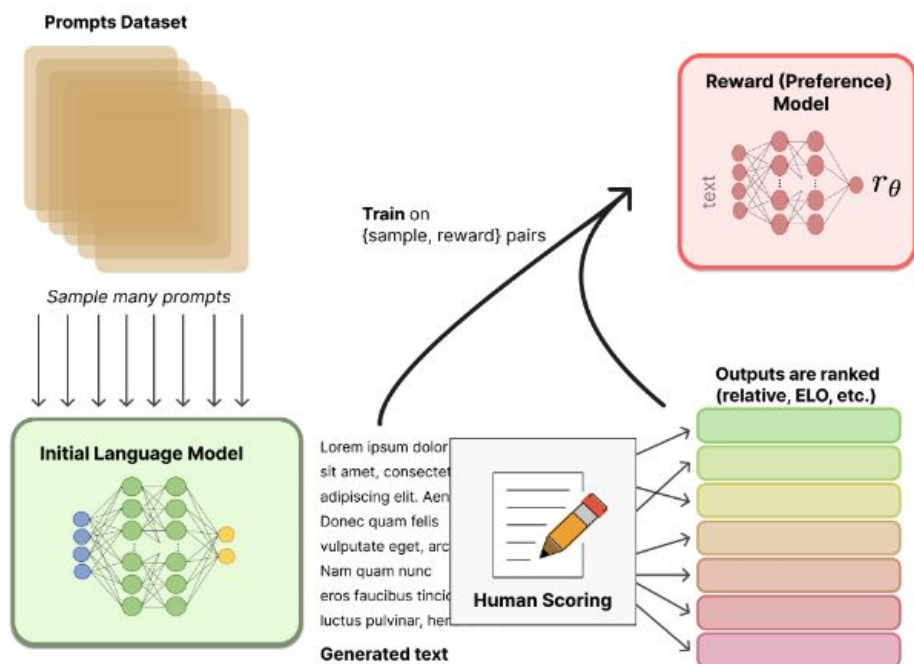 Prompts Dataset
Sample many prompts
Initial Language Model
Train on
{sample, reward} pairs
Reward (Preference)
Model
text
rθ
Lorem ipsum dolor
sit amet, consectet
adipiscing elit. Aen
Donec quam felis
vulputate eget, arc
Nam quam nunc
eros faucibus tincid
luctus pulvinar, her
Generated text
Human Scoring
Outputs are ranked
(relative, ELO, etc.)